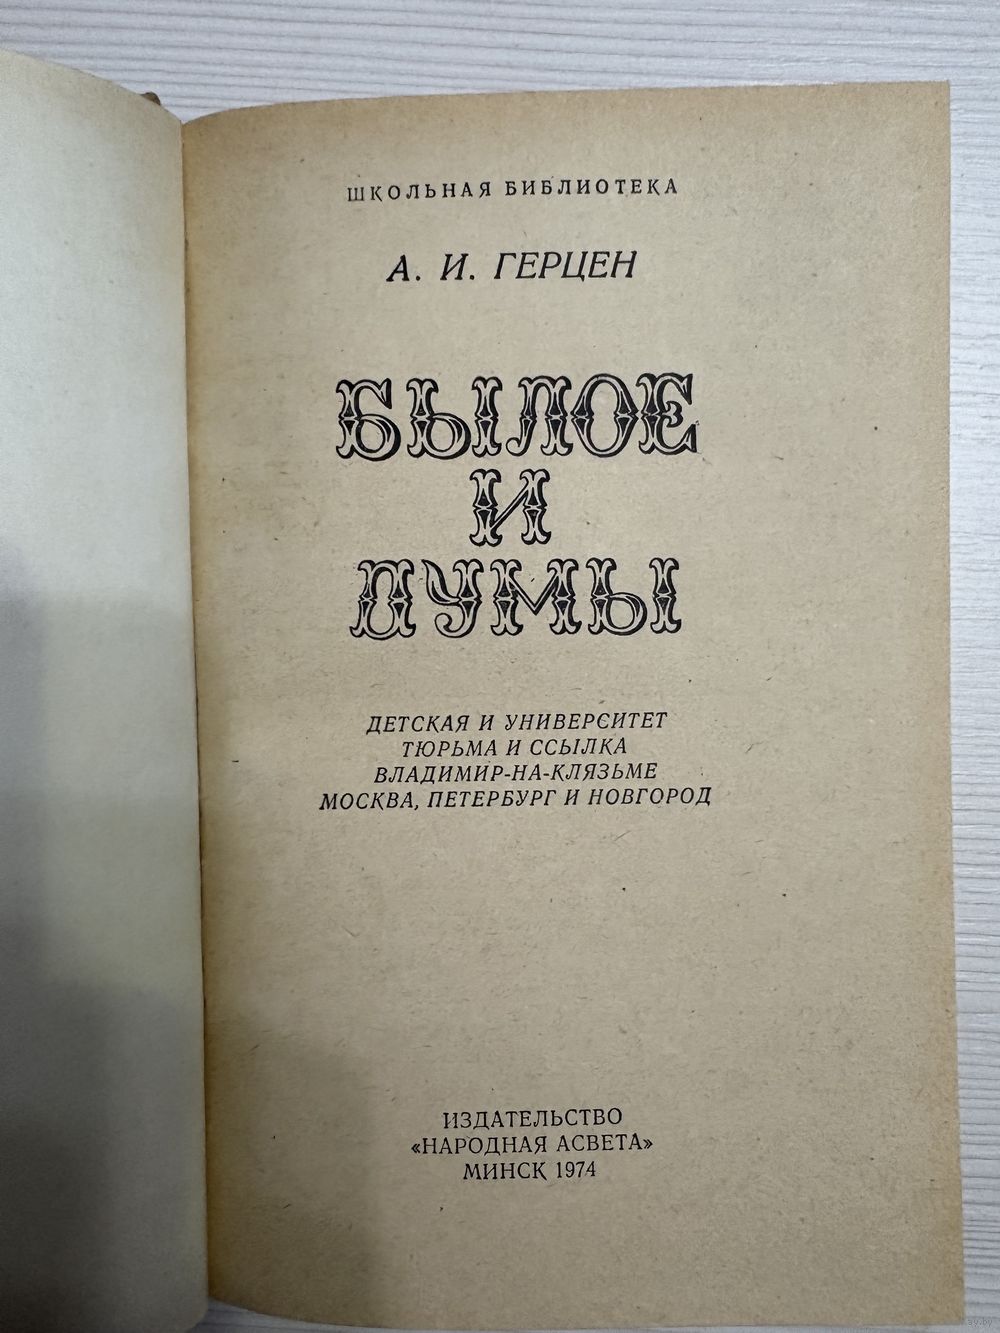 ШКОЛЬНАЯ БИБЛИОТЕКА
А. И. ГЕРЦЕН
БЫЛОЕ
И
ДУМЫ
ДЕТСКАЯ И УНИВЕРСИТЕТ
ТЮРЬМА И ССЫЛКА
ВЛАДИМИР-НА-КЛЯЗЬМЕ
МОСКВА, ПЕТЕРБУРГ И НОВГОРОД
ИЗДАТЕЛЬСТВО
«НАРОДНАЯ АСВЕТА»
МИНСК 1974